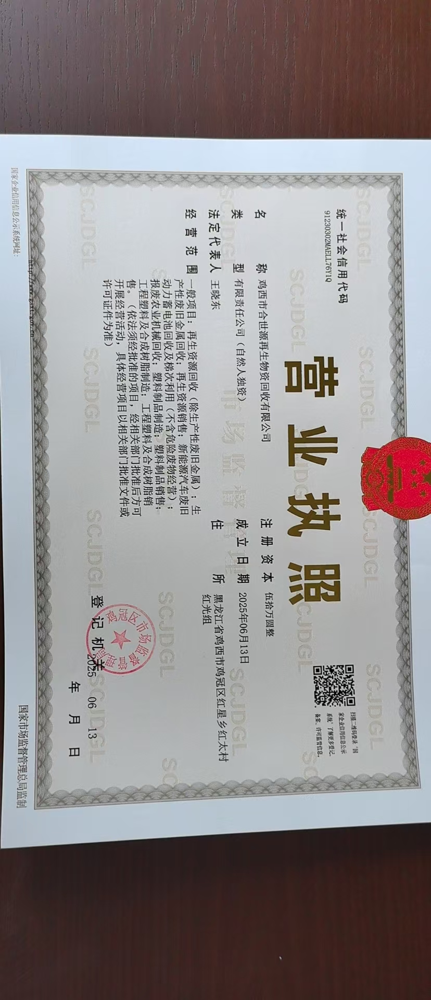 统一社会信用代码
91230302MAELL76Y1Q
营业执照
扫描二维码登录‘国
家企业信用信息公示
系统’了解更多登记、
备案、许可监管信息。
名称 鸡西市合世源再生物资回收有限公司
类型 有限责任公司（自然人独资）
法定代表人 王晓东
经营范围 一般项目：再生资源回收（除生产性废旧金属）；生
产性废旧金属回收；再生资源销售；新能源汽车废旧
动力蓄电池回收及梯次利用（不含危险废物经营）；
报废农业机械回收；塑料制品制造；塑料制品销售；
工程塑料及合成树脂制造；工程塑料及合成树脂销
售。（依法须经批准的项目，经相关部门批准后方可
开展经营活动，具体经营项目以相关部门批准文件或
许可证件为准）
注册资本 伍拾万圆整
成立日期 2025年06月13日
住所 黑龙江省鸡西市鸡冠区红星乡红太村
红光组
登记机关
鸡冠区市场监督管理局
2025 06 13
年 月 日
国家企业信用信息公示系统网址：
http://www.gsxt.gov.cn
国家市场监督管理总局监制
市场监督管理
SCJDGL